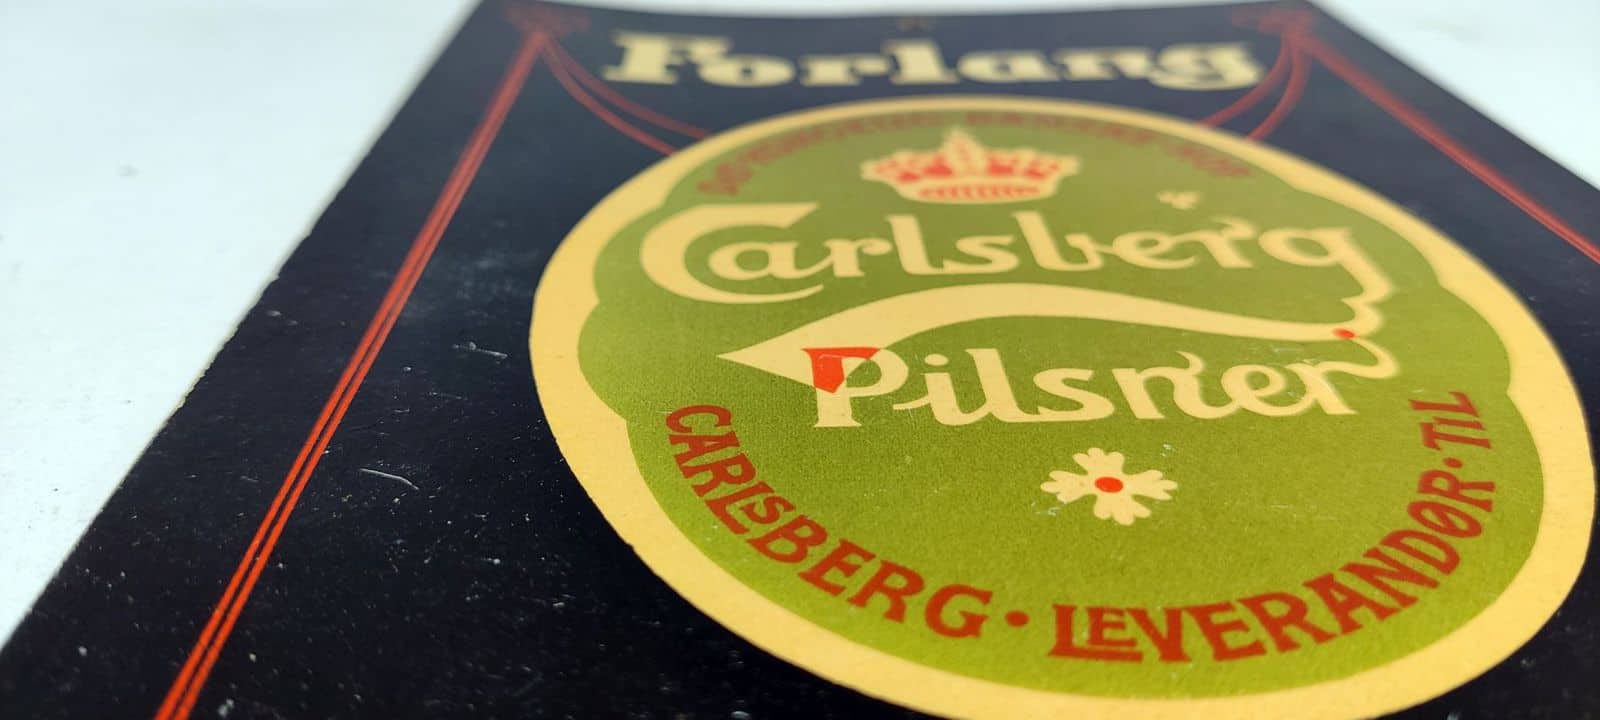 Forlang
Carlsberg
Pilsner
CARLSBERG · LEVERANDØR · TIL